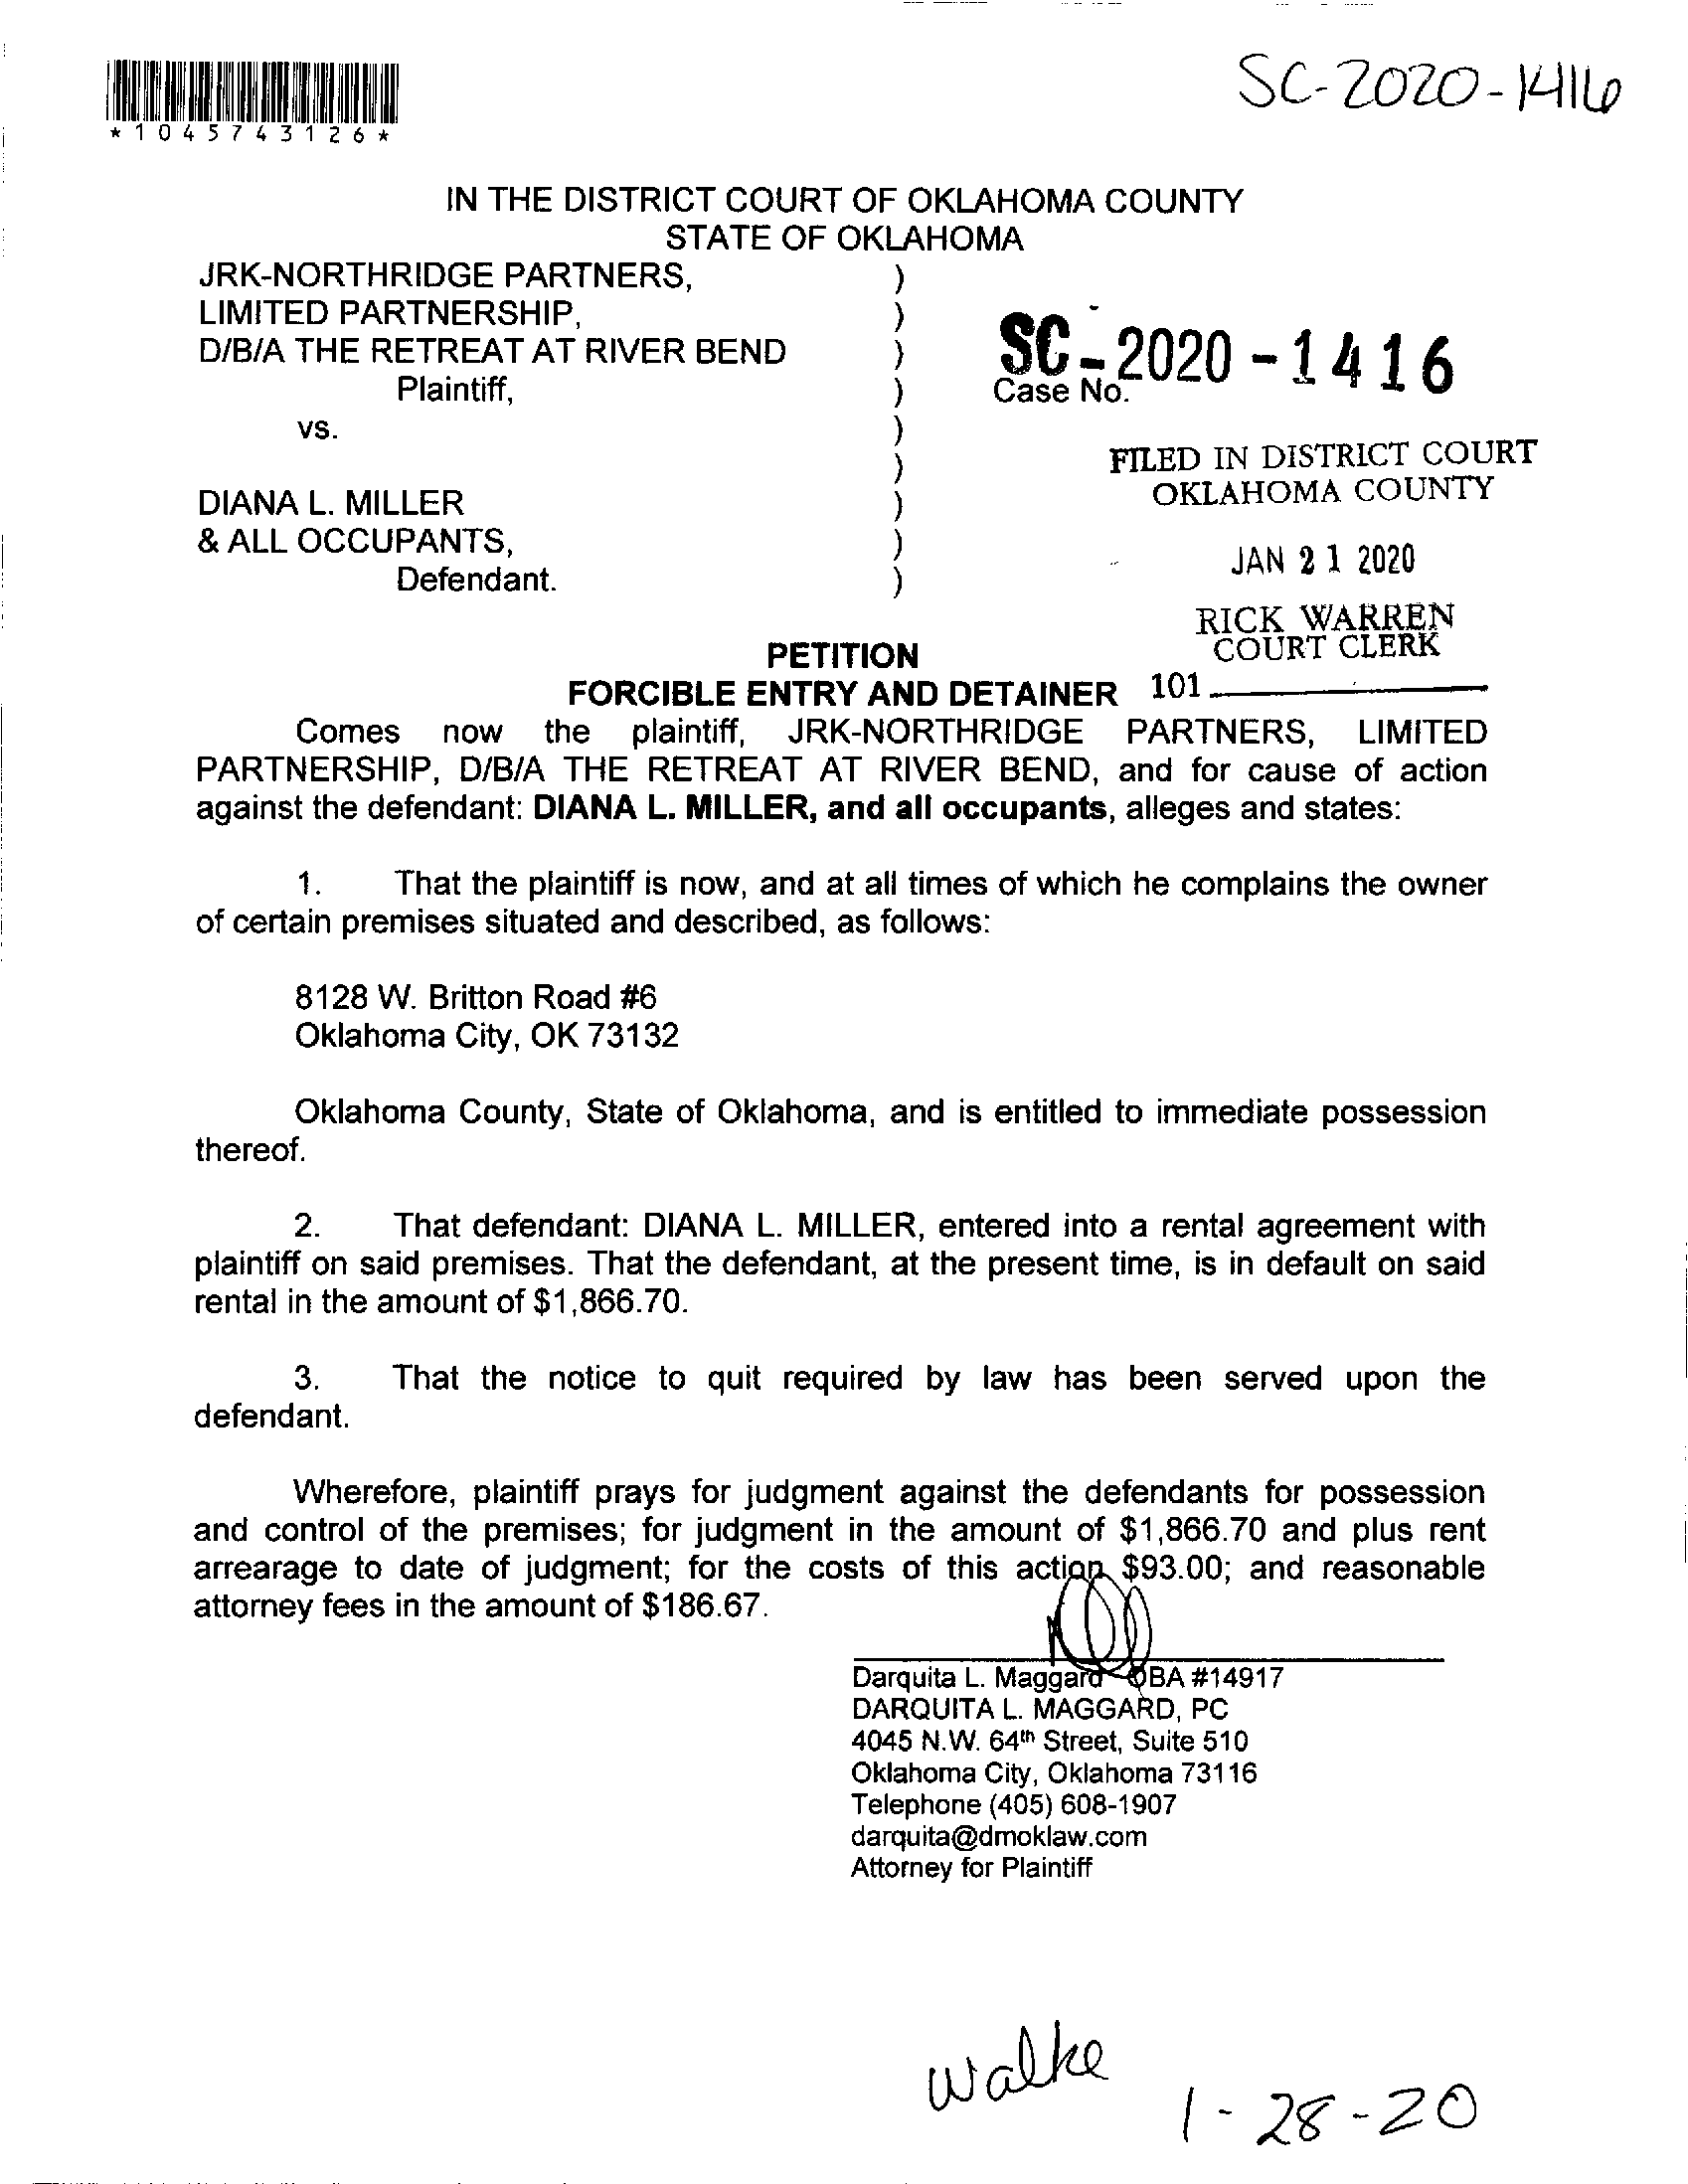 SC-2020-1416
*1045743126*
IN THE DISTRICT COURT OF OKLAHOMA COUNTY
STATE OF OKLAHOMA
JRK-NORTHRIDGE PARTNERS, )
LIMITED PARTNERSHIP, )
D/B/A THE RETREAT AT RIVER BEND )
Plaintiff, )
SC-2020-1416
Case No.
vs. )
)
DIANA L. MILLER )
& ALL OCCUPANTS, )
Defendant. )
FILED IN DISTRICT COURT
OKLAHOMA COUNTY
JAN 21 2020
RICK WARREN
COURT CLERK
101
PETITION
FORCIBLE ENTRY AND DETAINER
Comes now the plaintiff, JRK-NORTHRIDGE PARTNERS, LIMITED
PARTNERSHIP, D/B/A THE RETREAT AT RIVER BEND, and for cause of action
against the defendant: DIANA L. MILLER, and all occupants, alleges and states:
1. That the plaintiff is now, and at all times of which he complains the owner
of certain premises situated and described, as follows:
8128 W. Britton Road #6
Oklahoma City, OK 73132
Oklahoma County, State of Oklahoma, and is entitled to immediate possession
thereof.
2. That defendant: DIANA L. MILLER, entered into a rental agreement with
plaintiff on said premises. That the defendant, at the present time, is in default on said
rental in the amount of $1,866.70.
3. That the notice to quit required by law has been served upon the
defendant.
Wherefore, plaintiff prays for judgment against the defendants for possession
and control of the premises; for judgment in the amount of $1,866.70 and plus rent
arrearage to date of judgment; for the costs of this action $93.00; and reasonable
attorney fees in the amount of $186.67.
Darquita L. Maggard OBA #14917
DARQUITA L. MAGGARD, PC
4045 N.W. 64th Street, Suite 510
Oklahoma City, Oklahoma 73116
Telephone (405) 608-1907
darquita@dmoklaw.com
Attorney for Plaintiff
Walke
1-28-20